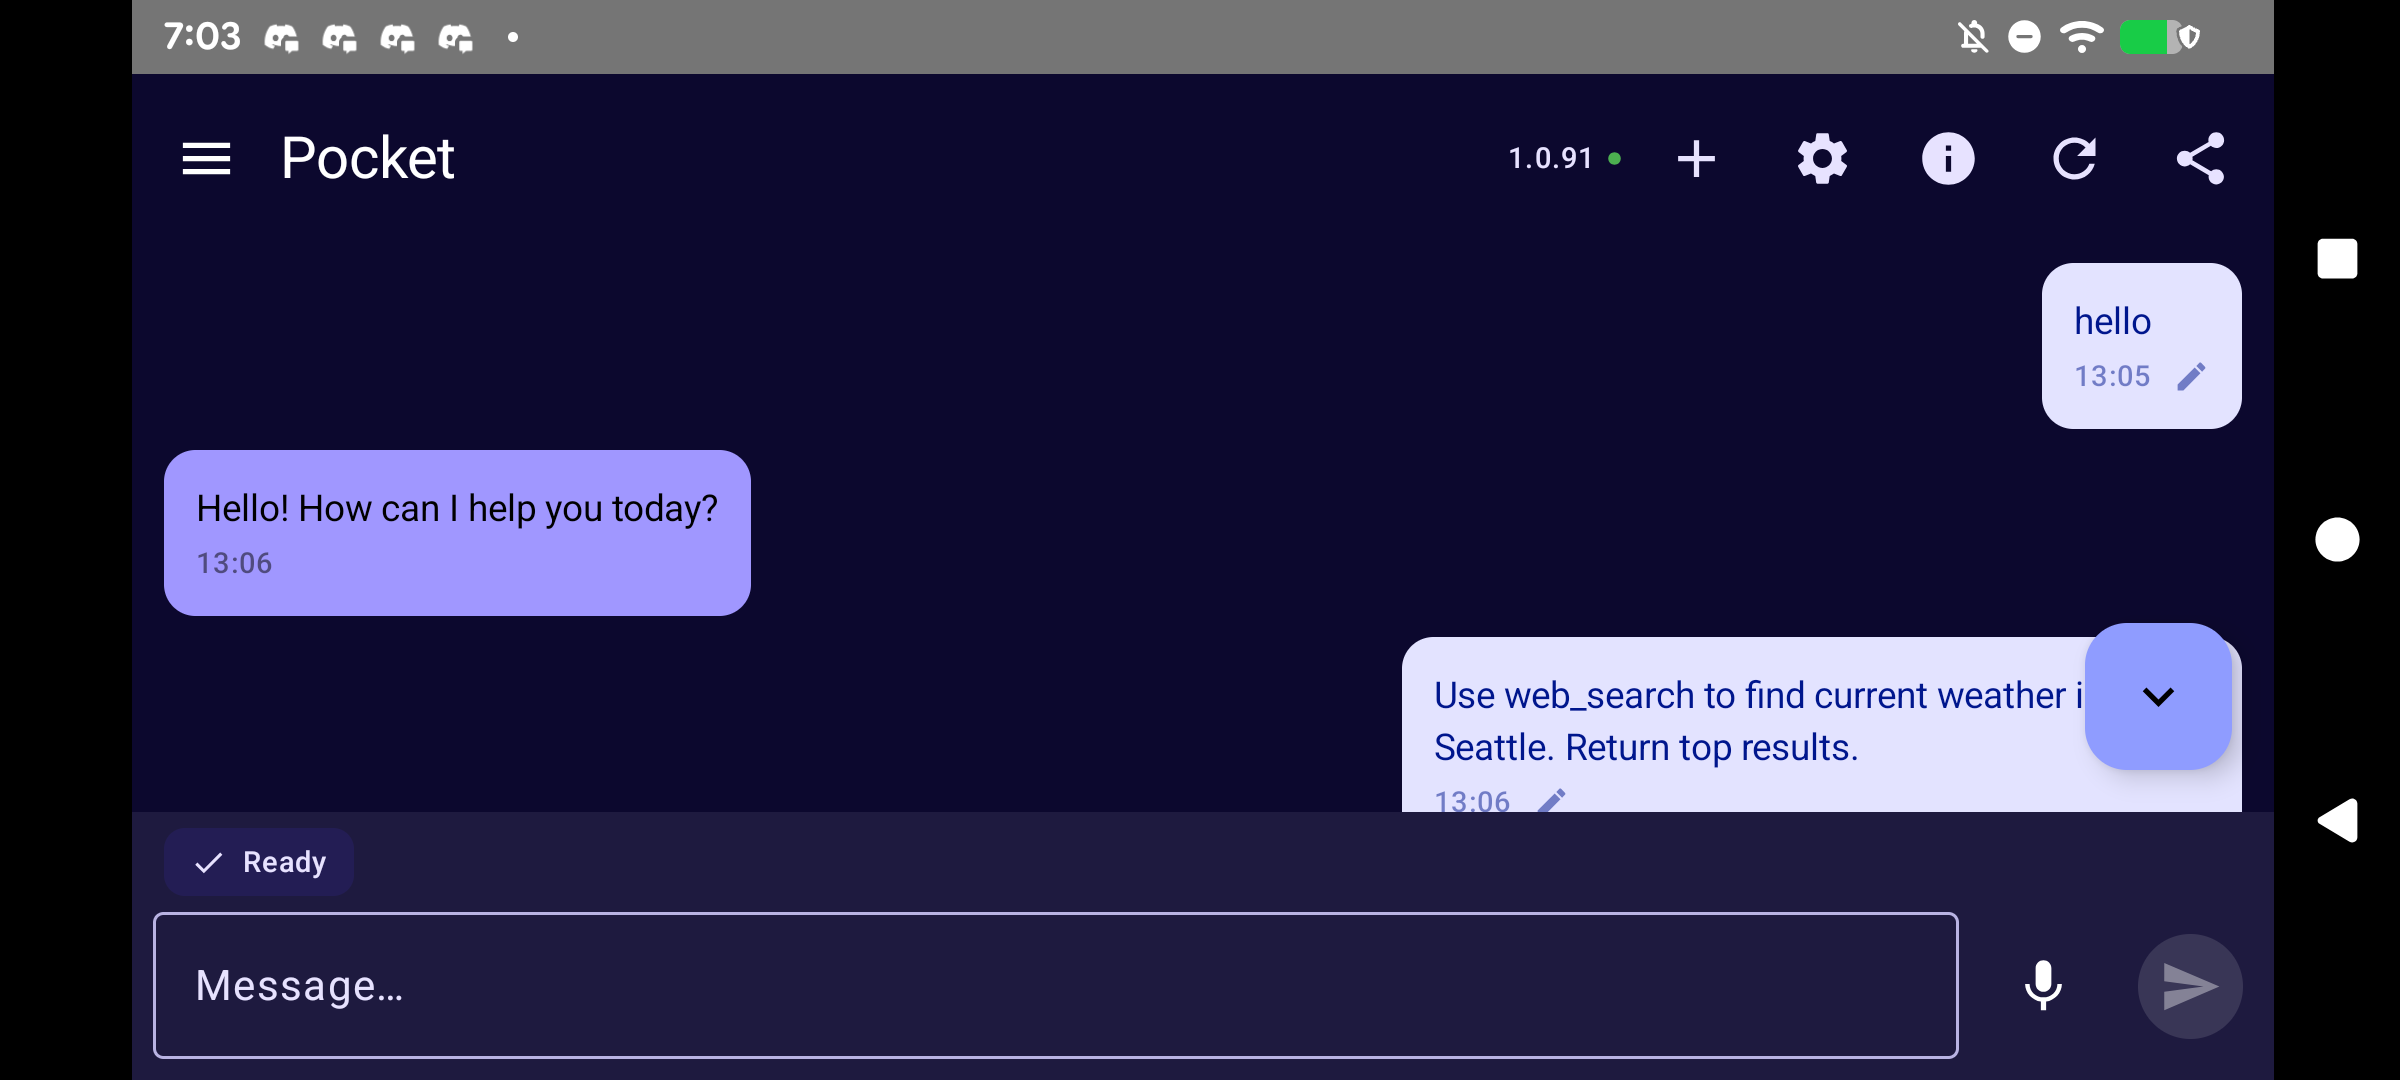 7:03
Pocket
1.0.91
hello
13:05
Hello! How can I help you today?
13:06
Use web_search to find current weather i
Seattle. Return top results.
13:06
Ready
Message…